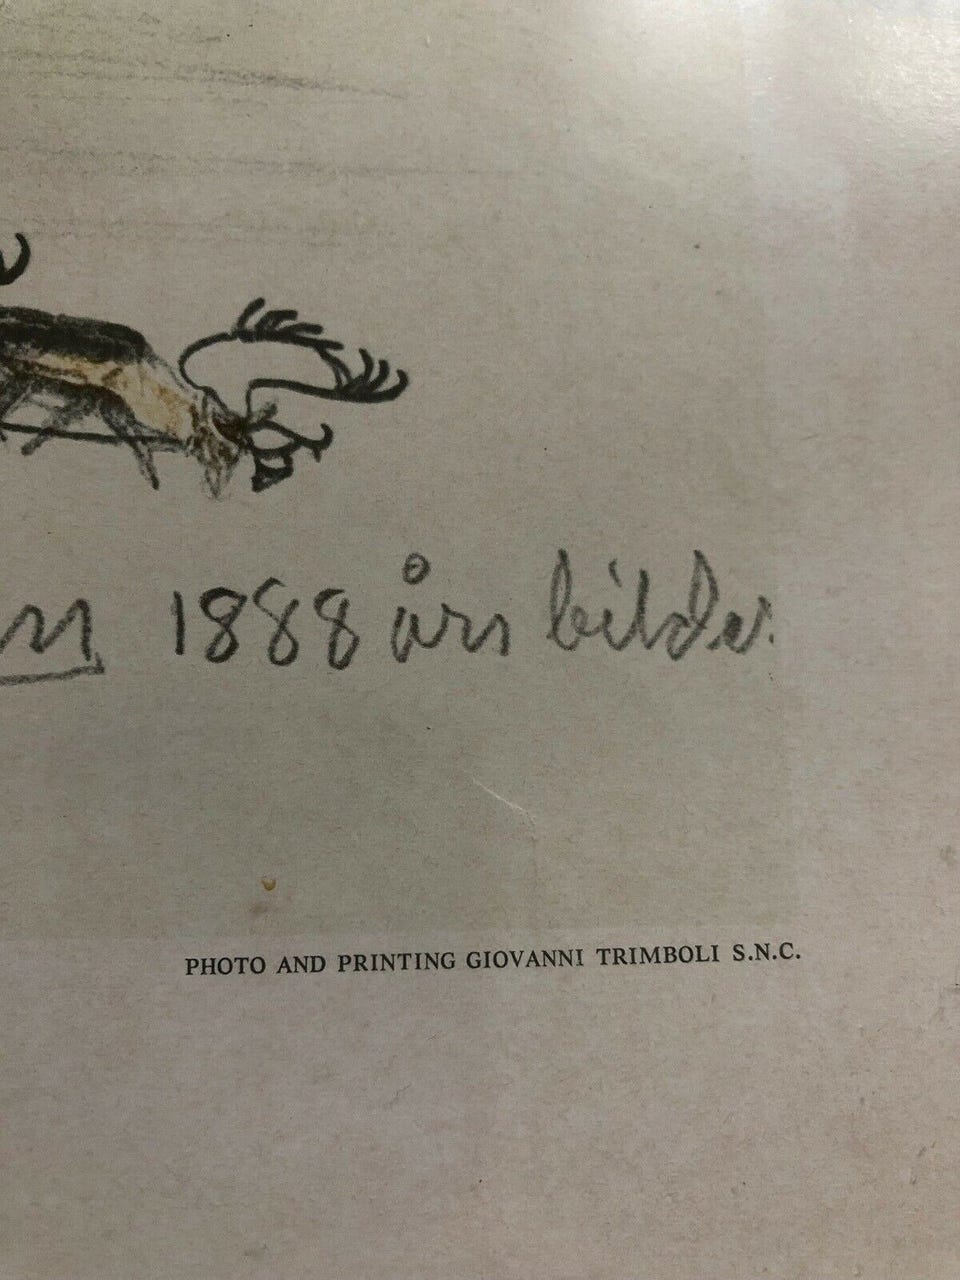 1888 års bilder
PHOTO AND PRINTING GIOVANNI TRIMBOLI S.N.C.